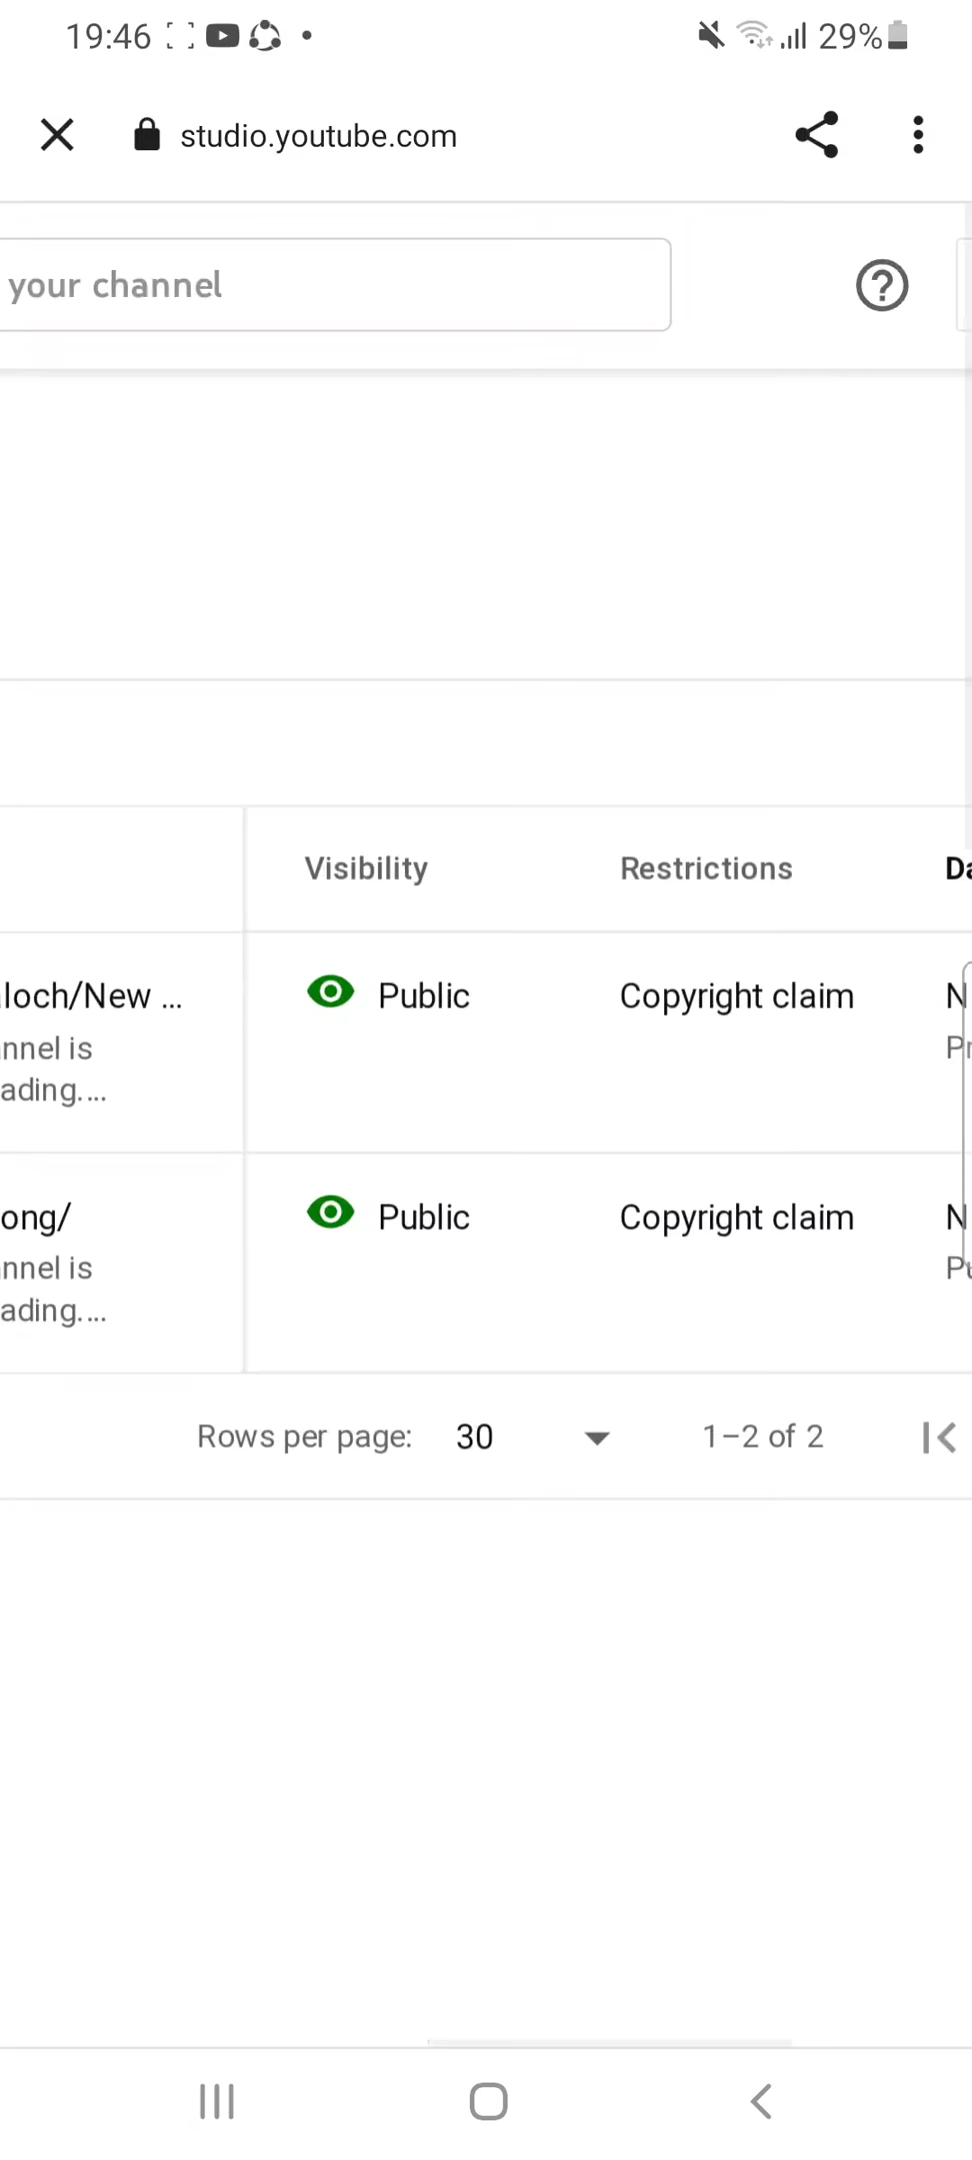 19:46
29%
studio.youtube.com
your channel
Visibility Restrictions
loch/New ... Public Copyright claim
nnel is
ading....
ong/ Public Copyright claim
nnel is
ading....
Rows per page: 30 1–2 of 2